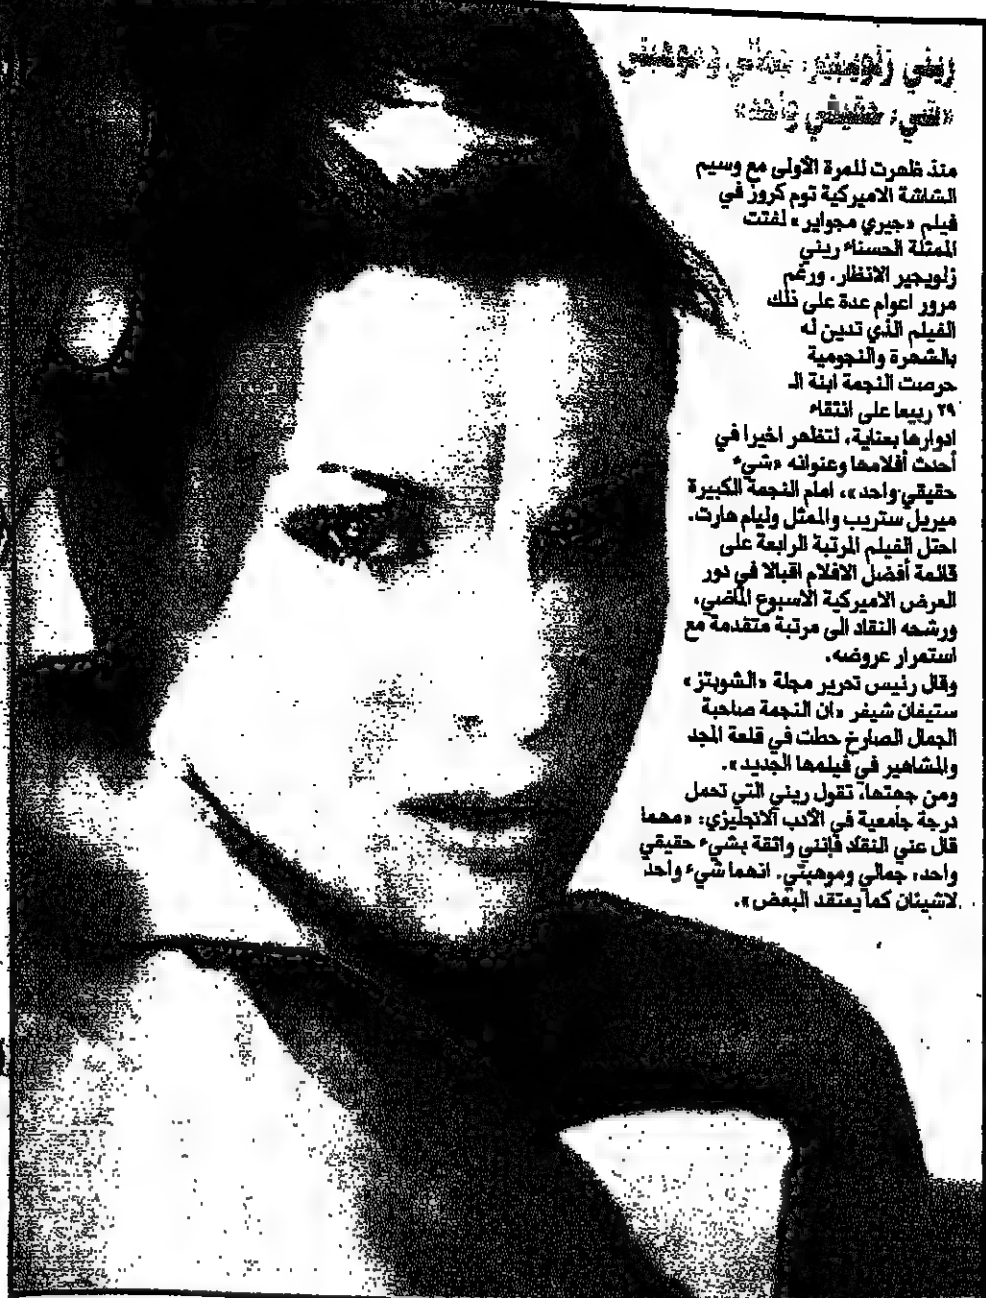 ريني زلويجير: جمالي وموهبتي
«شيء حقيقي واحد»
منذ ظهرت للمرة الأولى مع وسيم
الشاشة الاميركية توم كروز في
فيلم «جيري مجواير» لفتت
الممثلة الحسناء ريني
زلويجير الانظار. ورغم
مرور اعوام عدة على ذلك
الفيلم الذي تدين له
بالشهرة والنجومية
حرصت النجمة ابنة الـ
٢٩ ربيعا على انتقاء
ادوارها بعناية، لتظهر اخيرا في
أحدث أفلامها وعنوانه «شيء
حقيقي واحد»، امام النجمة الكبيرة
ميريل ستريب والممثل وليام هارت.
احتل الفيلم المرتبة الرابعة على
قائمة أفضل الافلام اقبالا في دور
العرض الاميركية الاسبوع الماضي،
ورشحه النقاد الى مرتبة متقدمة مع
استمرار عروضه.
وقال رئيس تحرير مجلة «الشوبتز»
ستيفان شيفر «ان النجمة صاحبة
الجمال الصارخ حطت في قلعة المجد
والمشاهير في فيلمها الجديد».
ومن جهتها، تقول ريني التي تحمل
درجة جامعية في الأدب الانجليزي: «مهما
قال عني النقاد فإنني واثقة بشيء حقيقي
واحد، جمالي وموهبتي. انهما شيء واحد
لاشيئان كما يعتقد البعض».